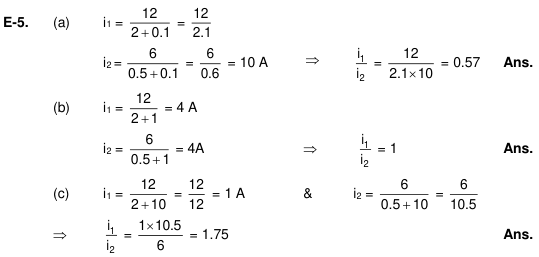 E-5. (a) i₁ = 12/(2+0.1) = 12/2.1
i₂ = 6/(0.5+0.1) = 6/0.6 = 10 A ⇒ i₁/i₂ = 12/(2.1×10) = 0.57 Ans.
(b) i₁ = 12/(2+1) = 4 A
i₂ = 6/(0.5+1) = 4A ⇒ i₁/i₂ = 1 Ans.
(c) i₁ = 12/(2+10) = 12/12 = 1 A & i₂ = 6/(0.5+10) = 6/10.5
⇒ i₁/i₂ = (1×10.5)/6 = 1.75 Ans.